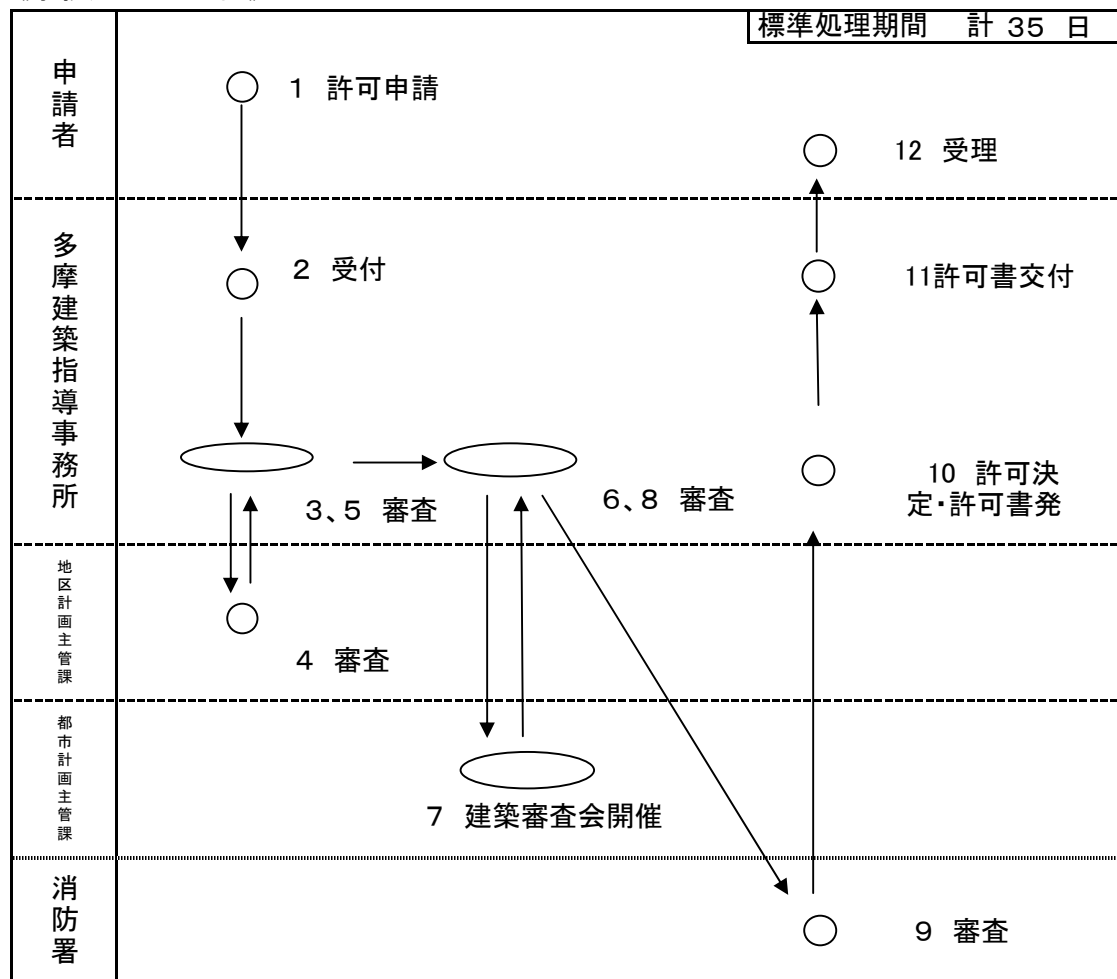 標準処理期間　計 35 日
申請者
1 許可申請
12 受理
多摩建築指導事務所
2 受付
11許可書交付
3、5 審査
6、8 審査
10 許可決
定・許可書発
地区計画主管課
4 審査
都市計画主管課
7 建築審査会開催
消防署
9 審査